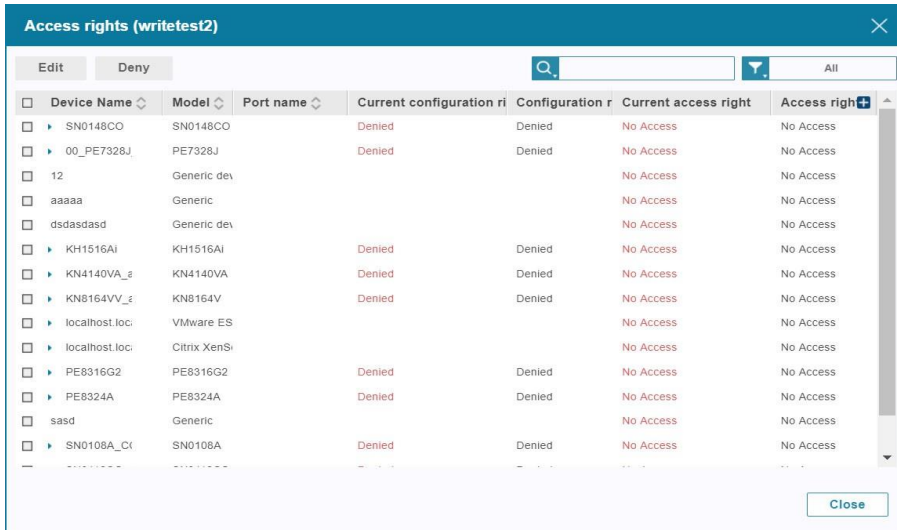 Access rights (writetest2)
Edit Deny All
Device Name Model Port name Current configuration ri Configuration r Current access right Access righ
SN0148CO SN0148CO Denied Denied No Access No Access
00_PE7328J PE7328J Denied Denied No Access No Access
12 Generic dev No Access No Access
aaaaa Generic No Access No Access
dsdasdasd Generic dev No Access No Access
KH1516Ai KH1516Ai Denied Denied No Access No Access
KN4140VA_a KN4140VA Denied Denied No Access No Access
KN8164VV_a KN8164V Denied Denied No Access No Access
localhost.loc VMware ES No Access No Access
localhost.loc Citrix XenS No Access No Access
PE8316G2 PE8316G2 Denied Denied No Access No Access
PE8324A PE8324A Denied Denied No Access No Access
sasd Generic No Access No Access
SN0108A_CO SN0108A Denied Denied No Access No Access
Close